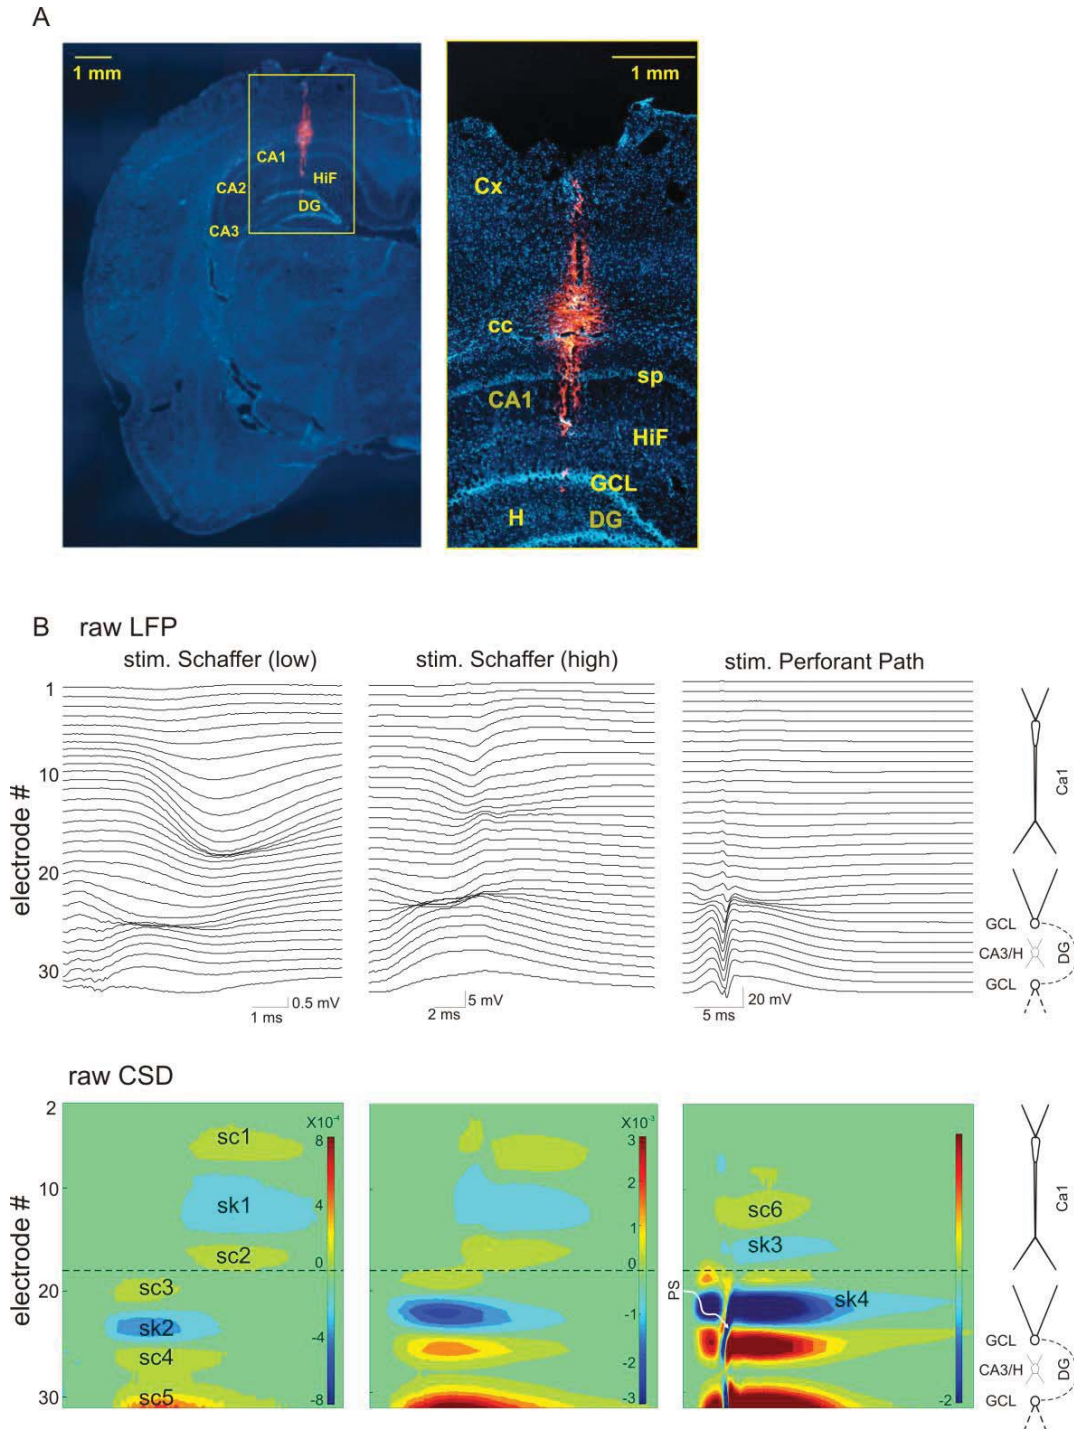 A
1 mm
CA1
CA2
HiF
DG
CA3
1 mm
Cx
cc
sp
CA1
HiF
GCL
H
DG
B raw LFP
stim. Schaffer (low)
stim. Schaffer (high)
stim. Perforant Path
electrode #
1
10
20
30
0.5 mV
1 ms
5 mV
2 ms
20 mV
5 ms
Ca1
GCL
CA3/H
DG
GCL
raw CSD
electrode #
2
10
20
30
sc1
sk1
sc2
sc3
sk2
sc4
sc5
X10-4
8
4
0
-4
-8
X10-3
3
2
1
0
-1
-2
-3
sc6
sk3
sk4
PS
-2
Ca1
GCL
CA3/H
DG
GCL